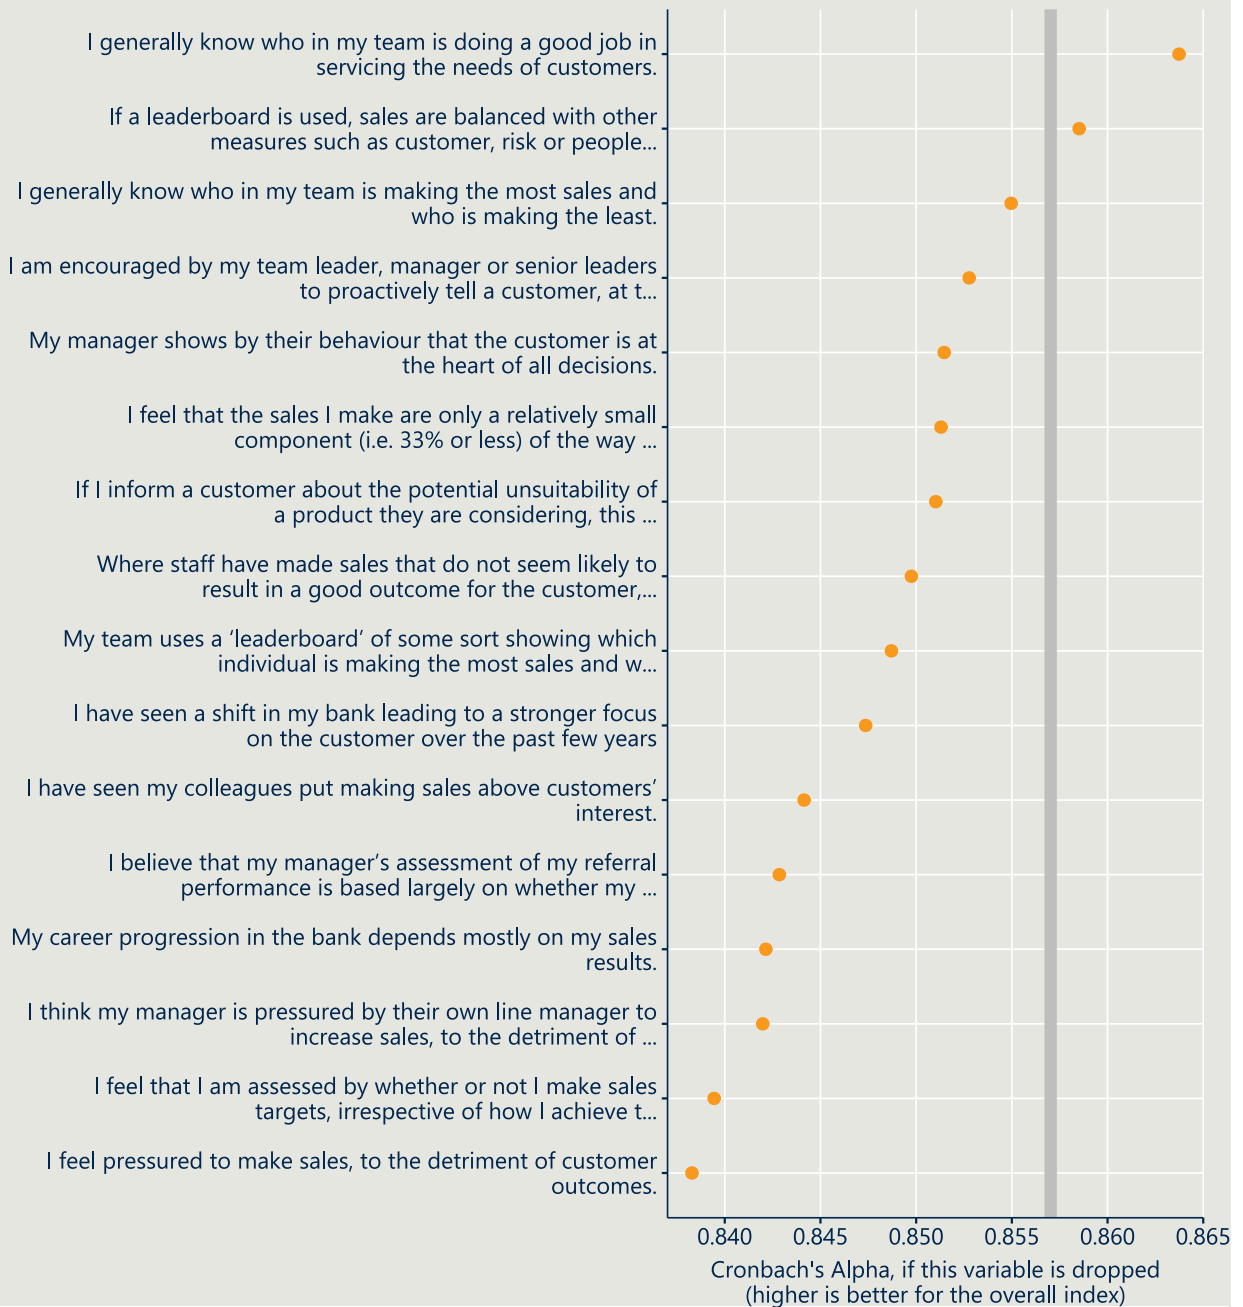 I generally know who in my team is doing a good job in
servicing the needs of customers.
If a leaderboard is used, sales are balanced with other
measures such as customer, risk or people...
I generally know who in my team is making the most sales and
who is making the least.
I am encouraged by my team leader, manager or senior leaders
to proactively tell a customer, at t...
My manager shows by their behaviour that the customer is at
the heart of all decisions.
I feel that the sales I make are only a relatively small
component (i.e. 33% or less) of the way ...
If I inform a customer about the potential unsuitability of
a product they are considering, this ...
Where staff have made sales that do not seem likely to
result in a good outcome for the customer,...
My team uses a ‘leaderboard’ of some sort showing which
individual is making the most sales and w...
I have seen a shift in my bank leading to a stronger focus
on the customer over the past few years
I have seen my colleagues put making sales above customers’
interest.
I believe that my manager’s assessment of my referral
performance is based largely on whether my ...
My career progression in the bank depends mostly on my sales
results.
I think my manager is pressured by their own line manager to
increase sales, to the detriment of ...
I feel that I am assessed by whether or not I make sales
targets, irrespective of how I achieve t...
I feel pressured to make sales, to the detriment of customer
outcomes.
0.840 0.845 0.850 0.855 0.860 0.865
Cronbach's Alpha, if this variable is dropped
(higher is better for the overall index)